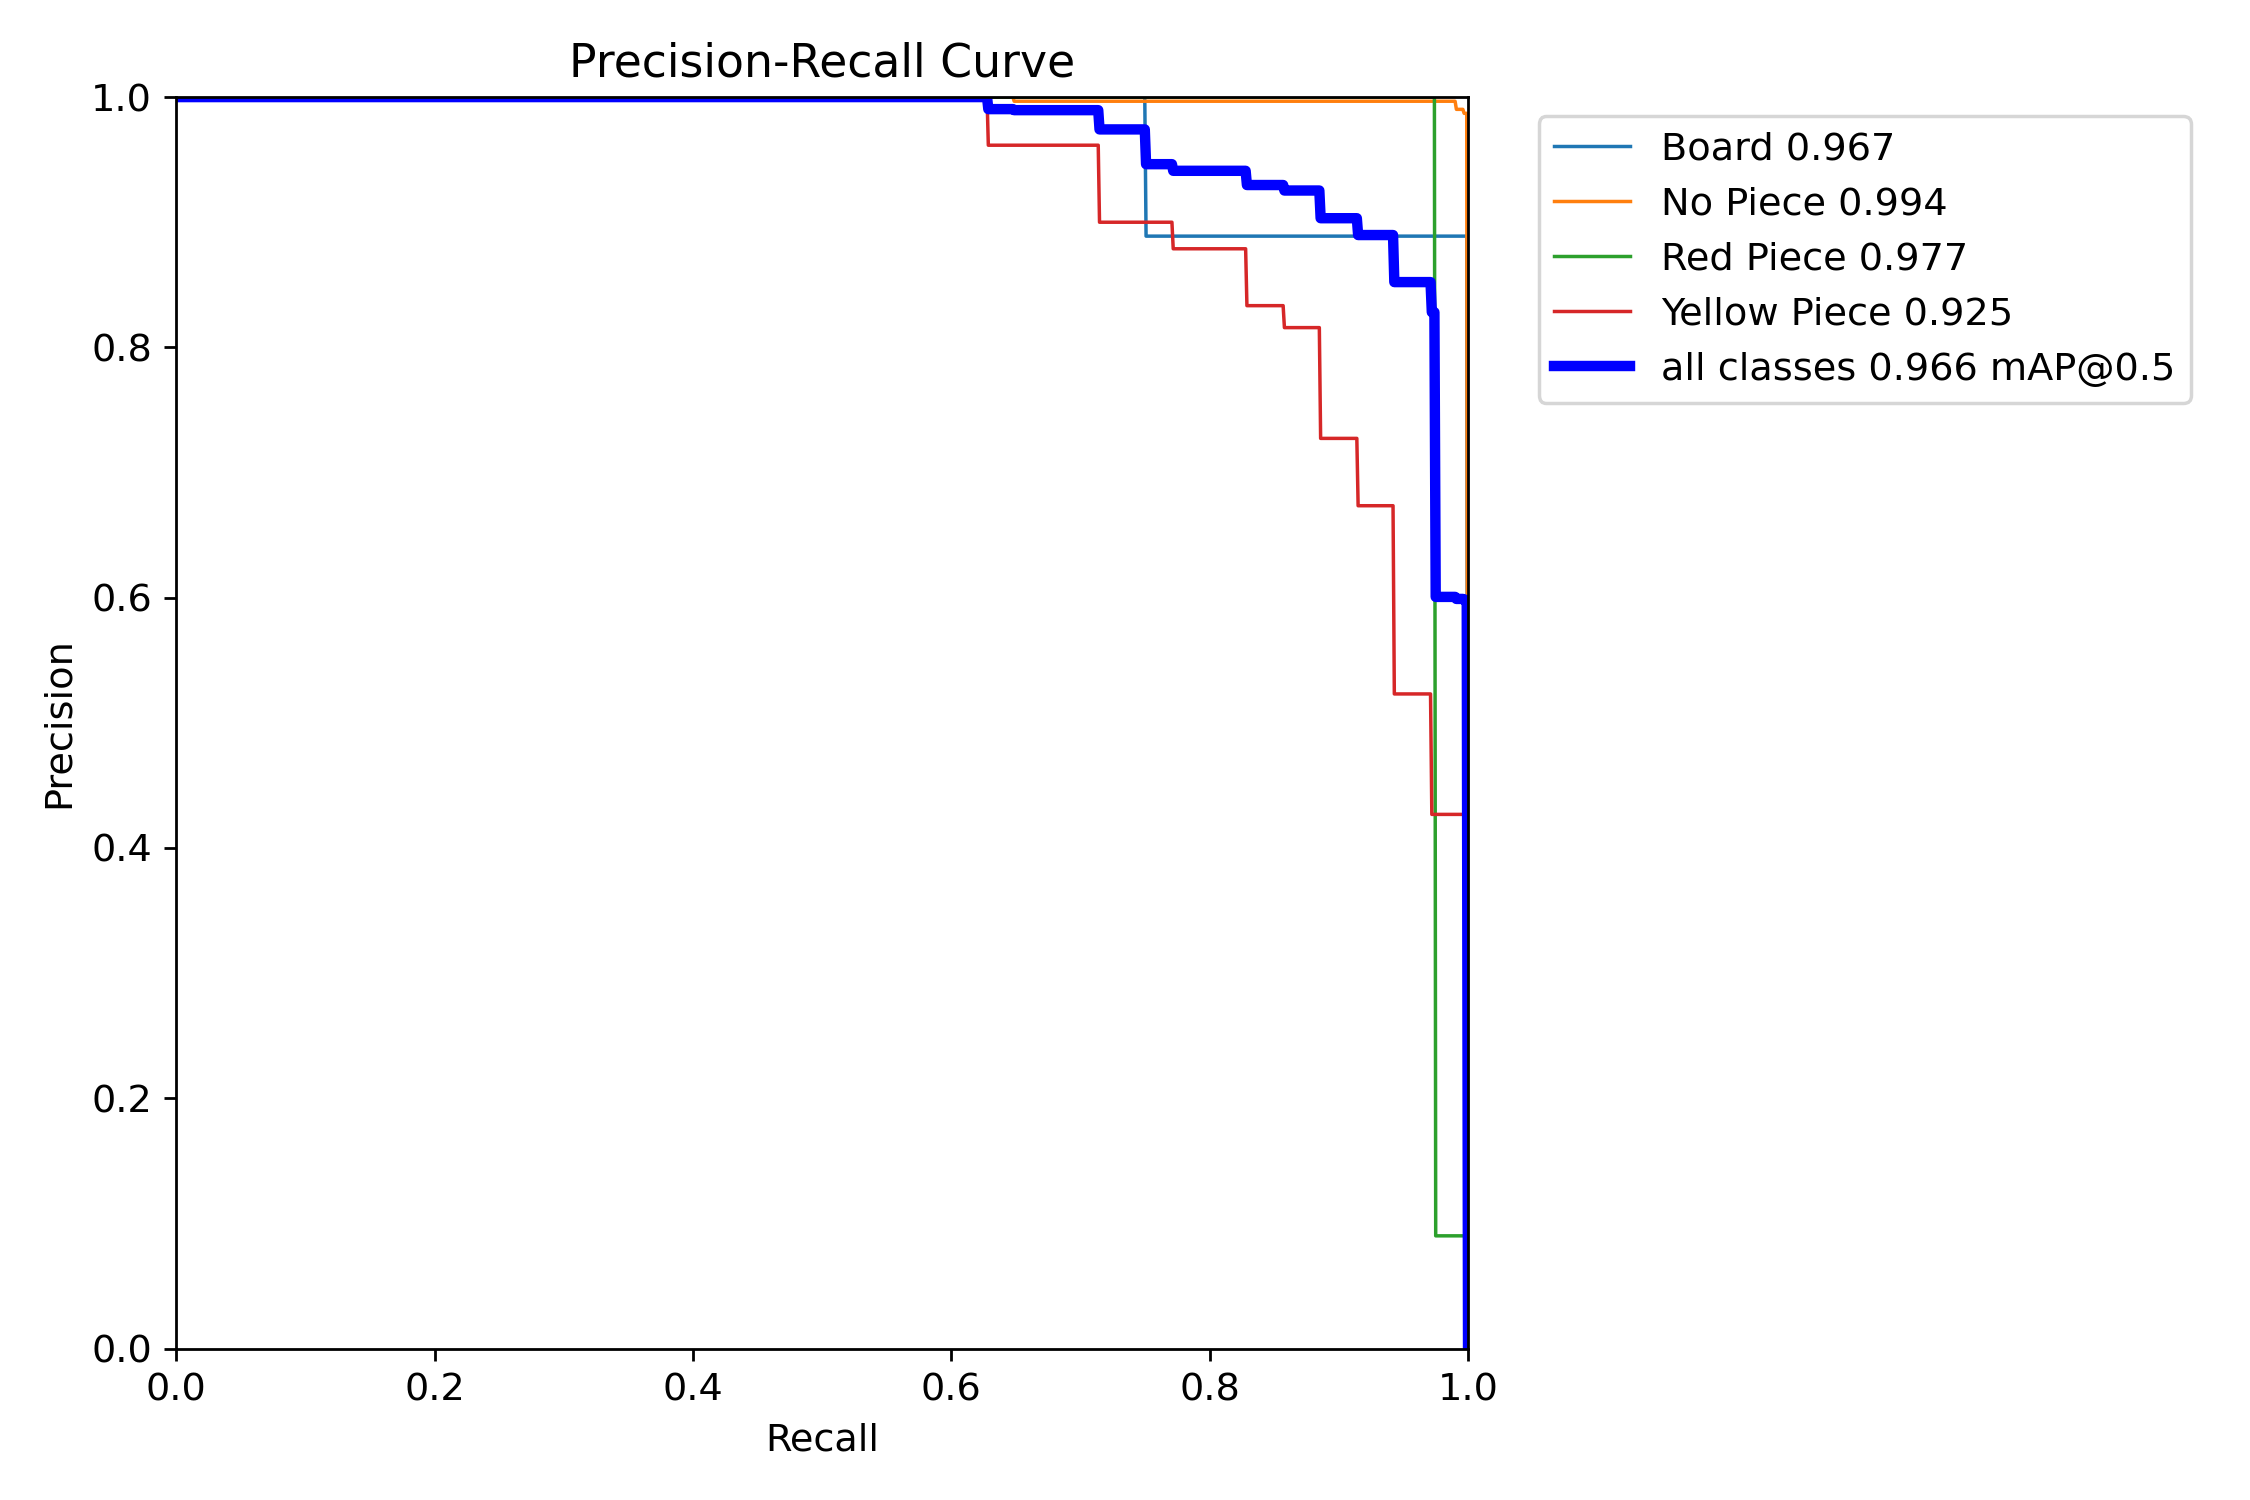 Precision-Recall Curve
1.0
0.8
0.6
0.4
0.2
0.0
Precision
0.0 0.2 0.4 0.6 0.8 1.0
Recall
Board 0.967
No Piece 0.994
Red Piece 0.977
Yellow Piece 0.925
all classes 0.966 mAP@0.5